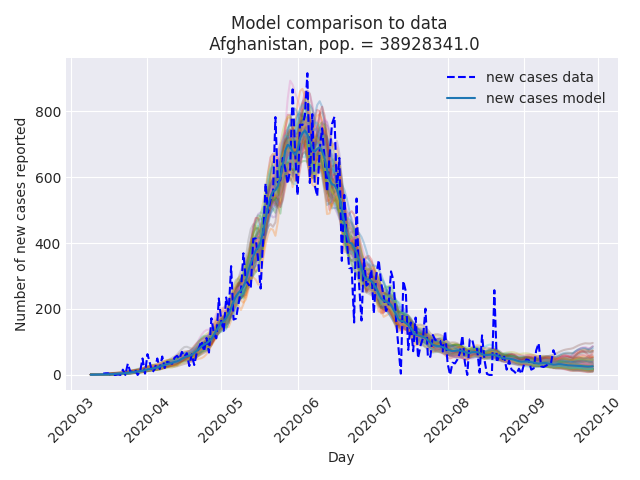 Model comparison to data
Afghanistan, pop. = 38928341.0
new cases data
new cases model
Number of new cases reported
800
600
400
200
0
2020-03
2020-04
2020-05
2020-06
2020-07
2020-08
2020-09
2020-10
Day